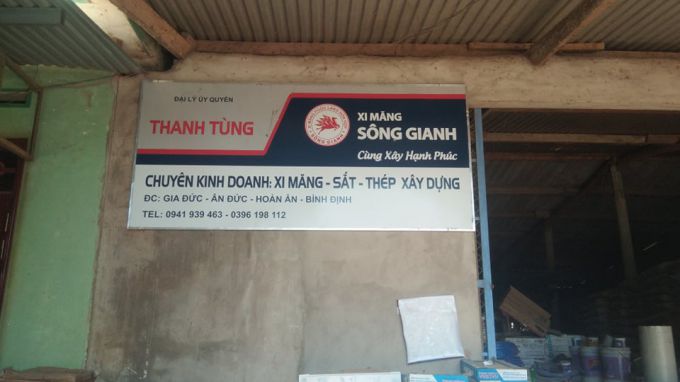 ĐẠI LÝ ỦY QUYỀN
THANH TÙNG
XI MĂNG
SÔNG GIANH
Cùng Xây Hạnh Phúc
SÔNG GIANH
CHUYÊN KINH DOANH: XI MĂNG - SẮT - THÉP XÂY DỰNG
ĐC: GIA ĐỨC - ÂN ĐỨC - HOÀI ÂN - BÌNH ĐỊNH
TEL: 0941 939 463 - 0396 198 112